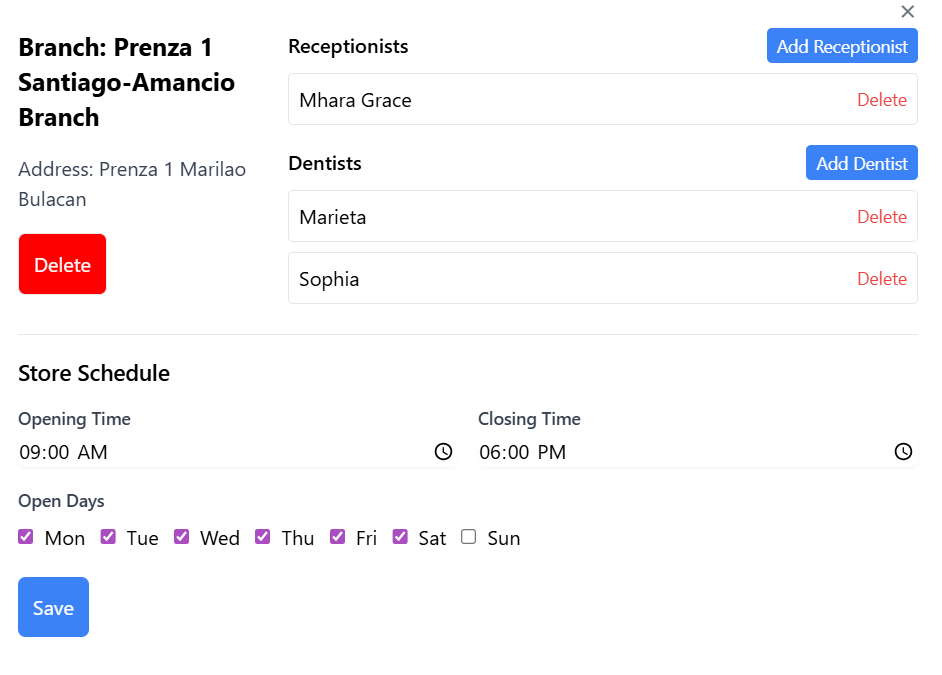 Branch: Prenza 1
Santiago-Amancio
Branch
Address: Prenza 1 Marilao
Bulacan
Delete
Receptionists
Add Receptionist
Mhara Grace
Delete
Dentists
Add Dentist
Marieta
Delete
Sophia
Delete
Store Schedule
Opening Time
09:00 AM
Closing Time
06:00 PM
Open Days
Mon Tue Wed Thu Fri Sat Sun
Save